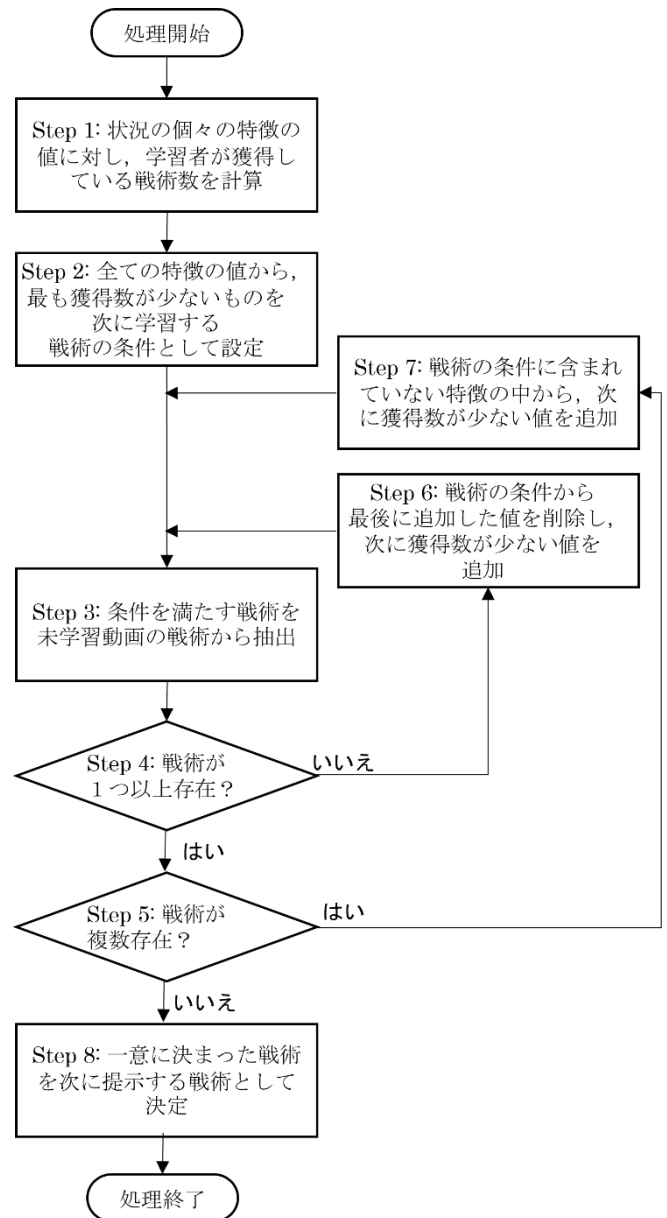 処理開始
Step 1: 状況の個々の特徴の
値に対し，学習者が獲得し
ている戦術数を計算
Step 2: 全ての特徴の値から，
最も獲得数が少ないものを
次に学習する
戦術の条件として設定
Step 7: 戦術の条件に含まれ
ていない特徴の中から，次
に獲得数が少ない値を追加
Step 6: 戦術の条件から
最後に追加した値を削除し，
次に獲得数が少ない値を
追加
Step 3: 条件を満たす戦術を
未学習動画の戦術から抽出
Step 4: 戦術が
１つ以上存在？
いいえ
はい
Step 5: 戦術が
複数存在？
はい
いいえ
Step 8: 一意に決まった戦術
を次に提示する戦術として
決定
処理終了